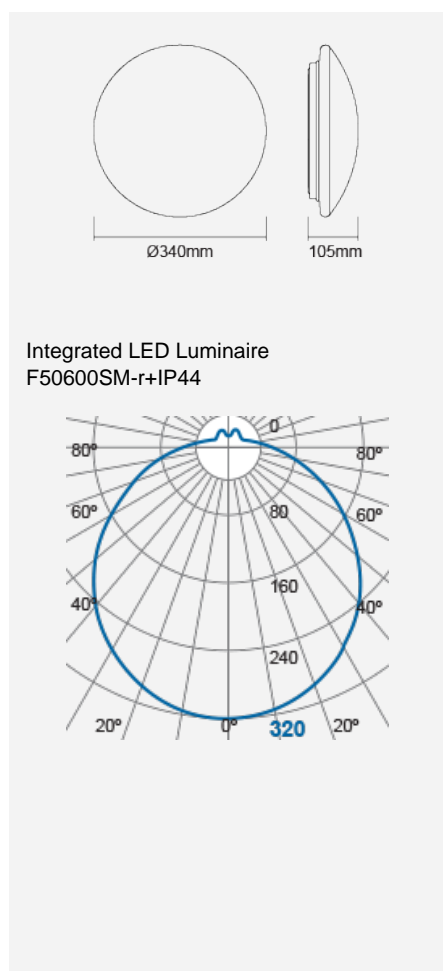 Ø340mm 105mm
Integrated LED Luminaire
F50600SM-r+IP44
0
80º 80º
80
60º 60º
160
40º 40º
240
20º 0º 320 20º